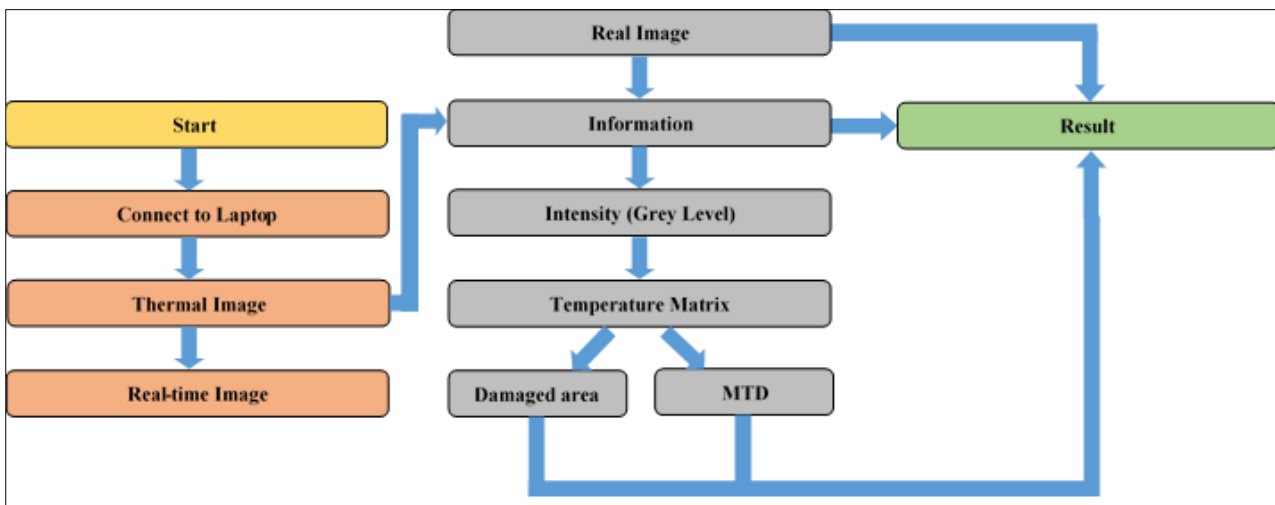 Real Image
Start
Information
Result
Connect to Laptop
Intensity (Grey Level)
Thermal Image
Temperature Matrix
Real-time Image
Damaged area
MTD